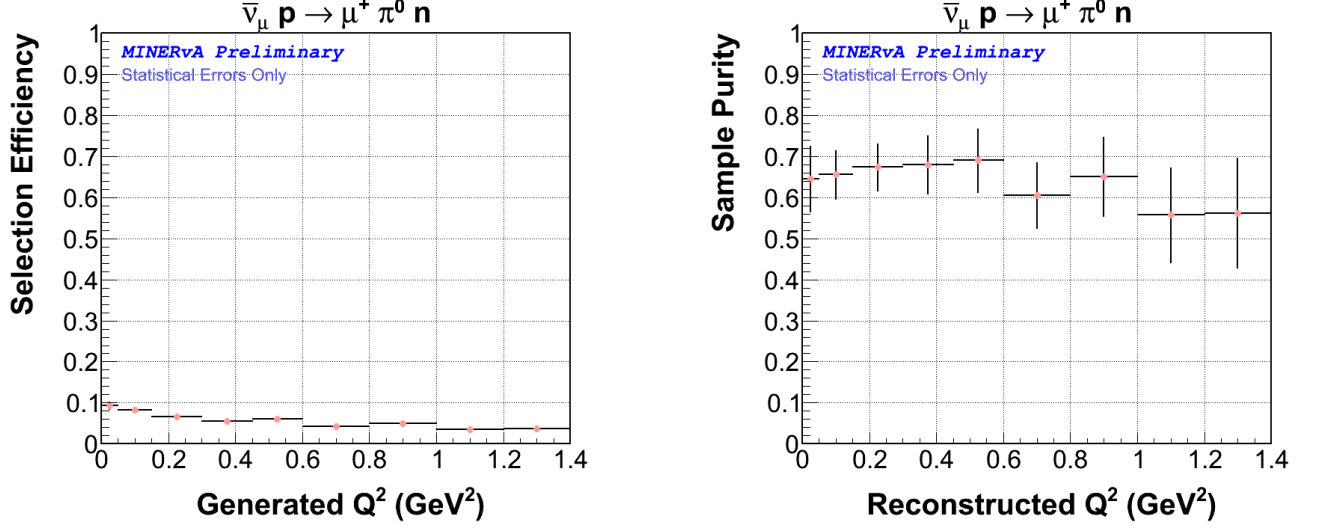 ν̅μ p → μ⁺ π⁰ n
MINERvA Preliminary
Statistical Errors Only
Selection Efficiency
1
0.9
0.8
0.7
0.6
0.5
0.4
0.3
0.2
0.1
0
0 0.2 0.4 0.6 0.8 1 1.2 1.4
Generated Q² (GeV²)
ν̅μ p → μ⁺ π⁰ n
MINERvA Preliminary
Statistical Errors Only
Sample Purity
1
0.9
0.8
0.7
0.6
0.5
0.4
0.3
0.2
0.1
0
0 0.2 0.4 0.6 0.8 1 1.2 1.4
Reconstructed Q² (GeV²)